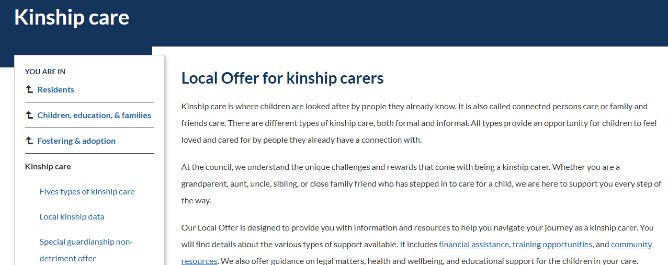 Kinship care
YOU ARE IN
Residents
Children, education, & families
Fostering & adoption
Kinship care
Fives types of kinship care
Local kinship data
Special guardianship non-
detriment offer
Local Offer for kinship carers
Kinship care is where children are looked after by people they already know. It is also called connected persons care or family and
friends care. There are different types of kinship care, both formal and informal. All types provide an opportunity for children to feel
loved and cared for by people they already have a connection with.
At the council, we understand the unique challenges and rewards that come with being a kinship carer. Whether you are a
grandparent, aunt, uncle, sibling, or close family friend who has stepped in to care for a child, we are here to support you every step of
the way.
Our Local Offer is designed to provide you with information and resources to help you navigate your journey as a kinship carer. You
will find details about the various types of support available. It includes financial assistance, training opportunities, and community
resources. We also offer guidance on legal matters, health and wellbeing, and educational support for the children in your care.